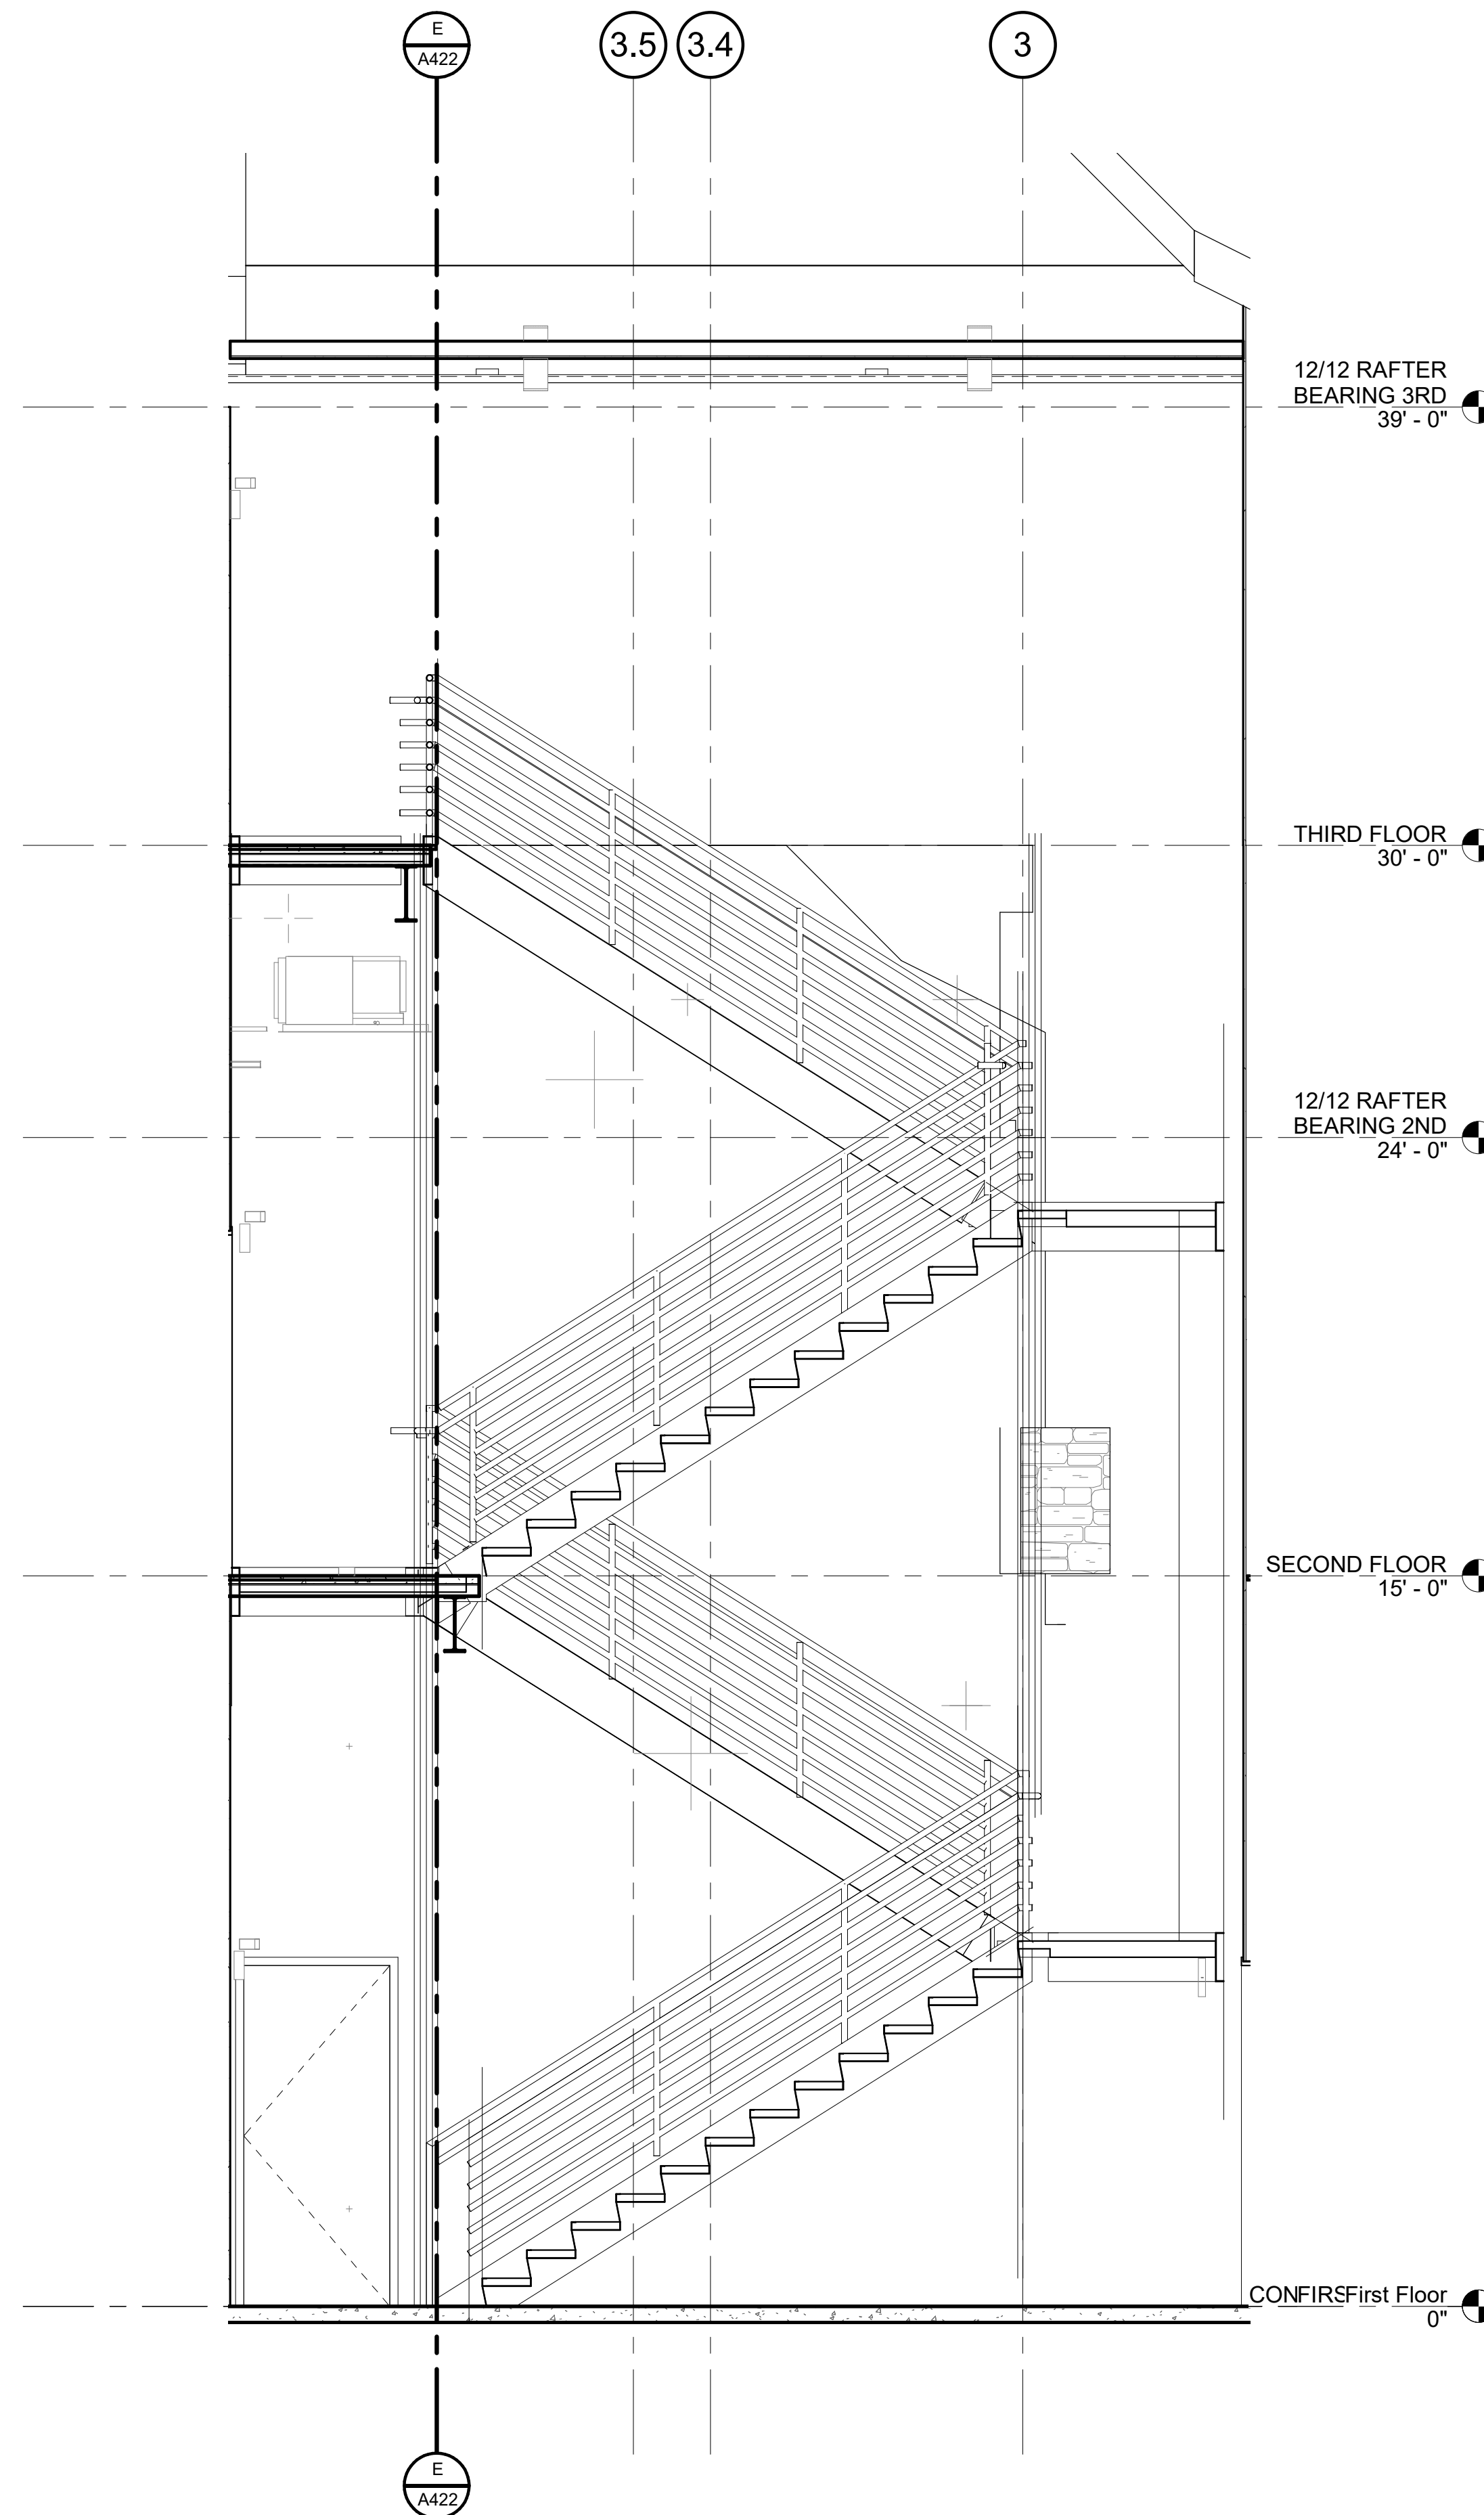 E
A422
3.5
3.4
3
12/12 RAFTER
BEARING 3RD
39' - 0"
THIRD FLOOR
30' - 0"
12/12 RAFTER
BEARING 2ND
24' - 0"
SECOND FLOOR
15' - 0"
First Floor
0"
E
A422